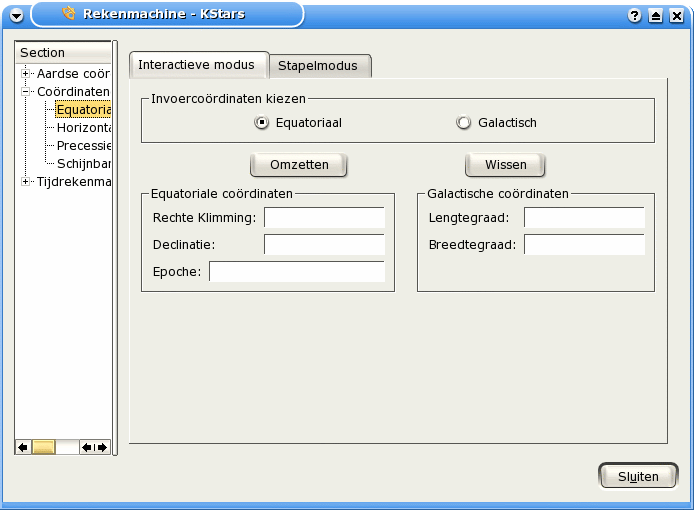 Rekenmachine - KStars
Section
Aardse coör
Coördinaten
Equatoria
Horizonta
Precessie
Schijnbar
Tijdrekenma
Interactieve modus
Stapelmodus
Invoercoördinaten kiezen
Equatoriaal
Galactisch
Omzetten
Wissen
Equatoriale coördinaten
Rechte Klimming:
Declinatie:
Epoche:
Galactische coördinaten
Lengtegraad:
Breedtegraad:
Sluiten